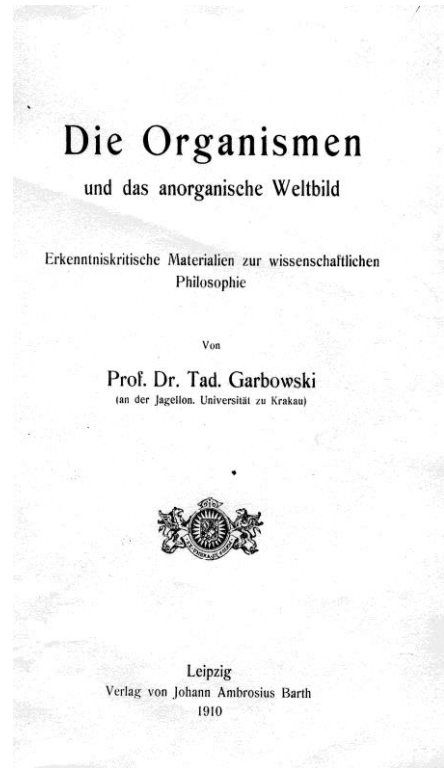 Die Organismen
und das anorganische Weltbild
Erkenntniskritische Materialien zur wissenschaftlichen
Philosophie
Von
Prof. Dr. Tad. Garbowski
(an der Jagellon. Universität zu Krakau)
Leipzig
Verlag von Johann Ambrosius Barth
1910